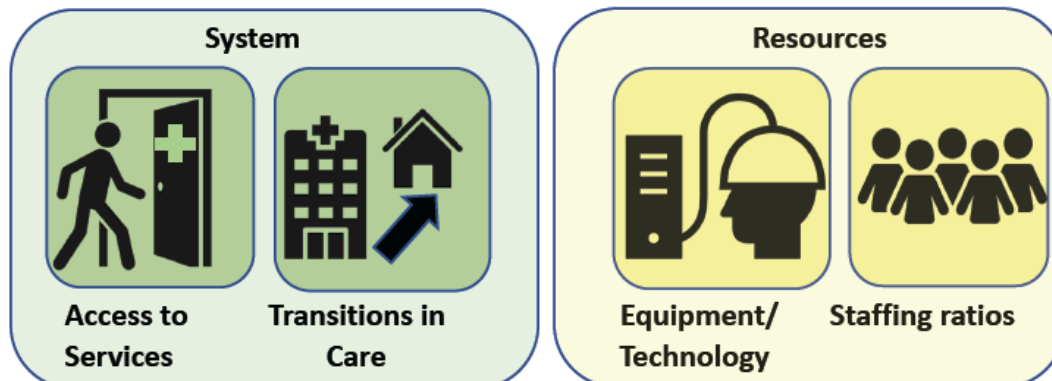 System
Access to
Services
Transitions in
Care
Resources
Equipment/
Technology
Staffing ratios